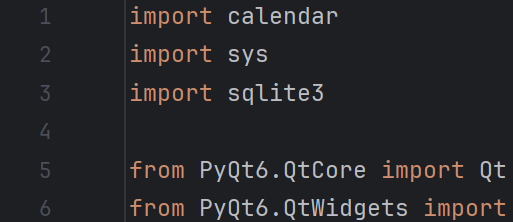 1 import calendar
2 import sys
3 import sqlite3
4
5 from PyQt6.QtCore import Qt
6 from PyQt6.QtWidgets import